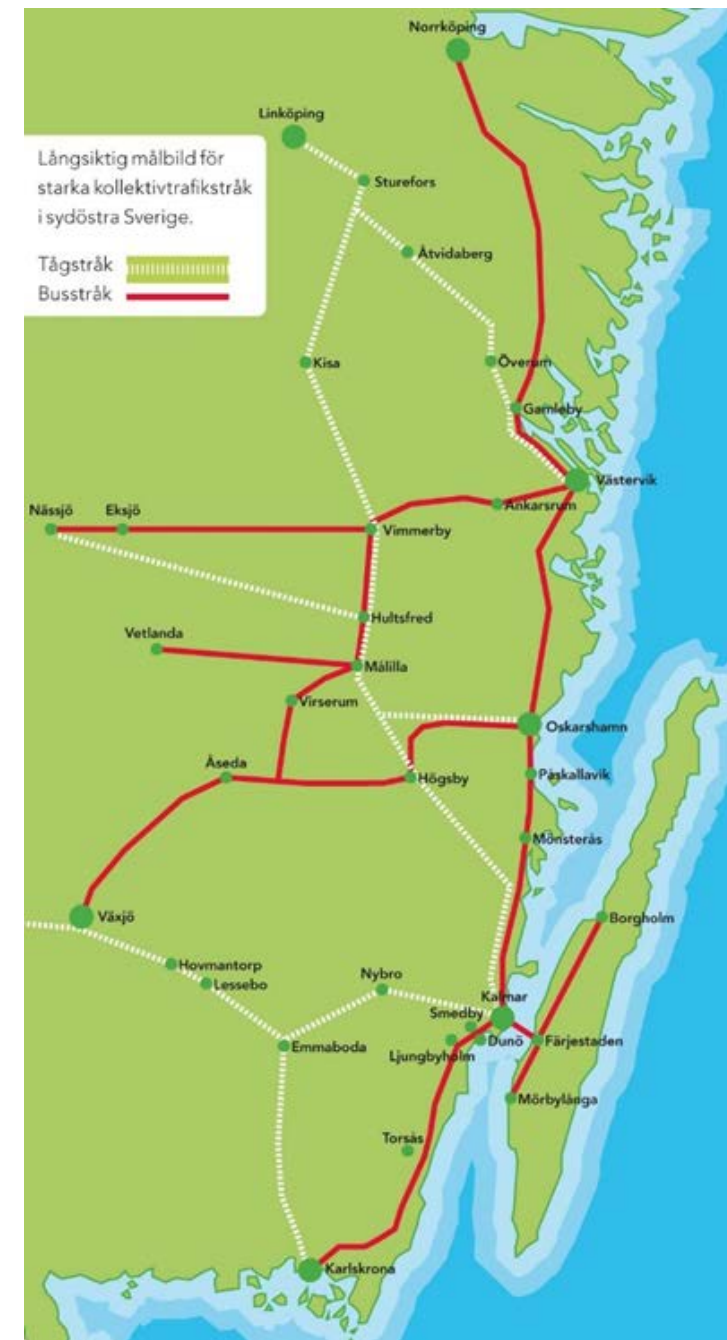 Norrköping
Linköping
Långsiktig målbild för
starka kollektivtrafikstråk
i sydöstra Sverige.
Tågstråk
Busstråk
Sturefors
Åtvidaberg
Kisa
Överum
Gamleby
Västervik
Ankarsrum
Nässjö
Eksjö
Vimmerby
Hultsfred
Vetlanda
Målilla
Virserum
Oskarshamn
Åseda
Högsby
Påskallavik
Mönsterås
Växjö
Borgholm
Hovmantorp
Lessebo
Nybro
Kalmar
Smedby
Emmaboda
Ljungbyholm
Dunö
Färjestaden
Mörbylånga
Torsås
Karlskrona